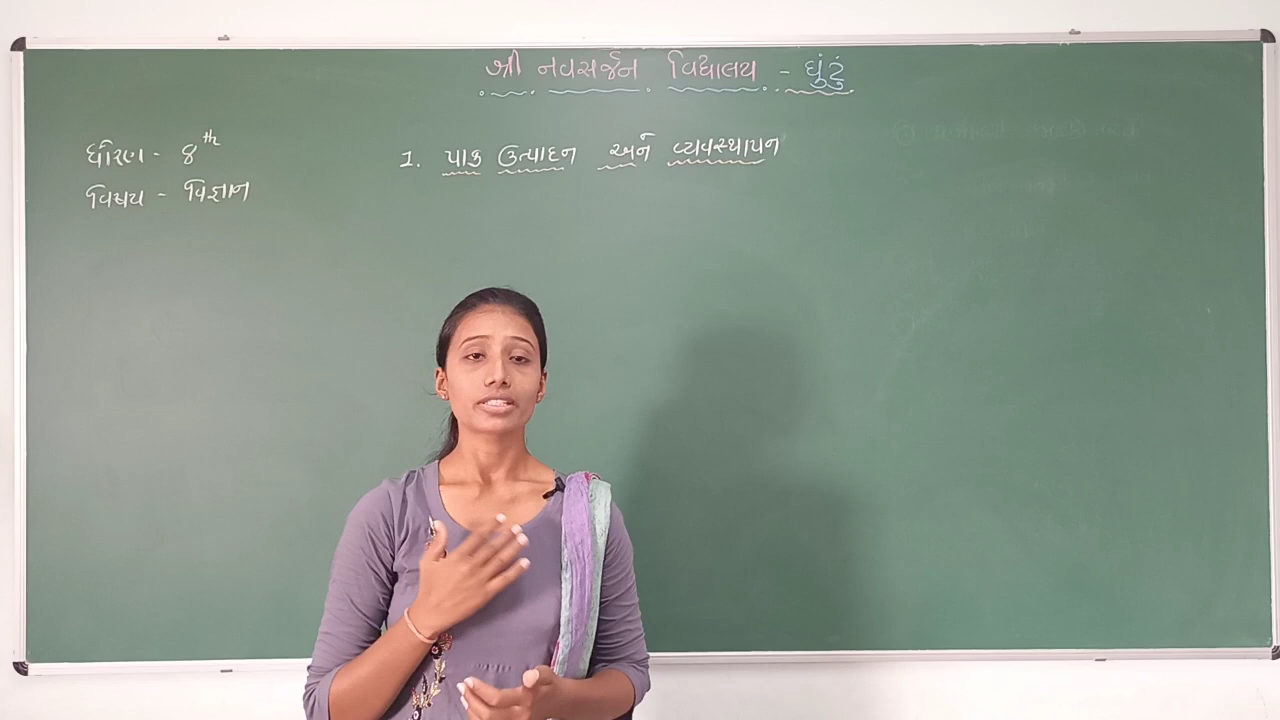 શ્રી નવસર્જન વિદ્યાલય - ઘુંટું
ધોરણ - 8th
વિષય - વિજ્ઞાન
1. પાક ઉત્પાદન અને વ્યવસ્થાપન